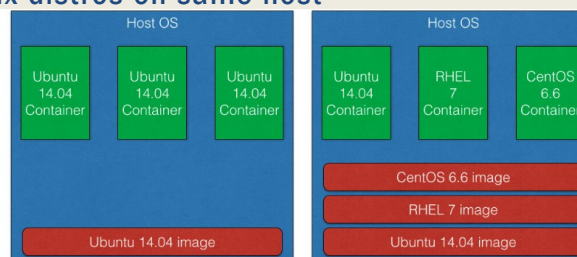 distros on same host
Host OS
Ubuntu
14.04
Container
Ubuntu
14.04
Container
Ubuntu
14.04
Container
Ubuntu 14.04 image
Host OS
Ubuntu
14.04
Container
RHEL
7
Container
CentOS
6.6
Container
CentOS 6.6 image
RHEL 7 image
Ubuntu 14.04 image